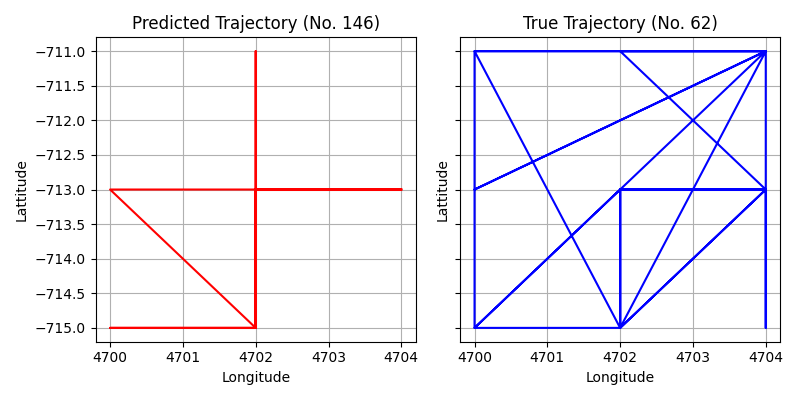 Predicted Trajectory (No. 146)
Lattitude
−711.0
−711.5
−712.0
−712.5
−713.0
−713.5
−714.0
−714.5
−715.0
4700 4701 4702 4703 4704
Longitude
True Trajectory (No. 62)
Lattitude
4700 4701 4702 4703 4704
Longitude